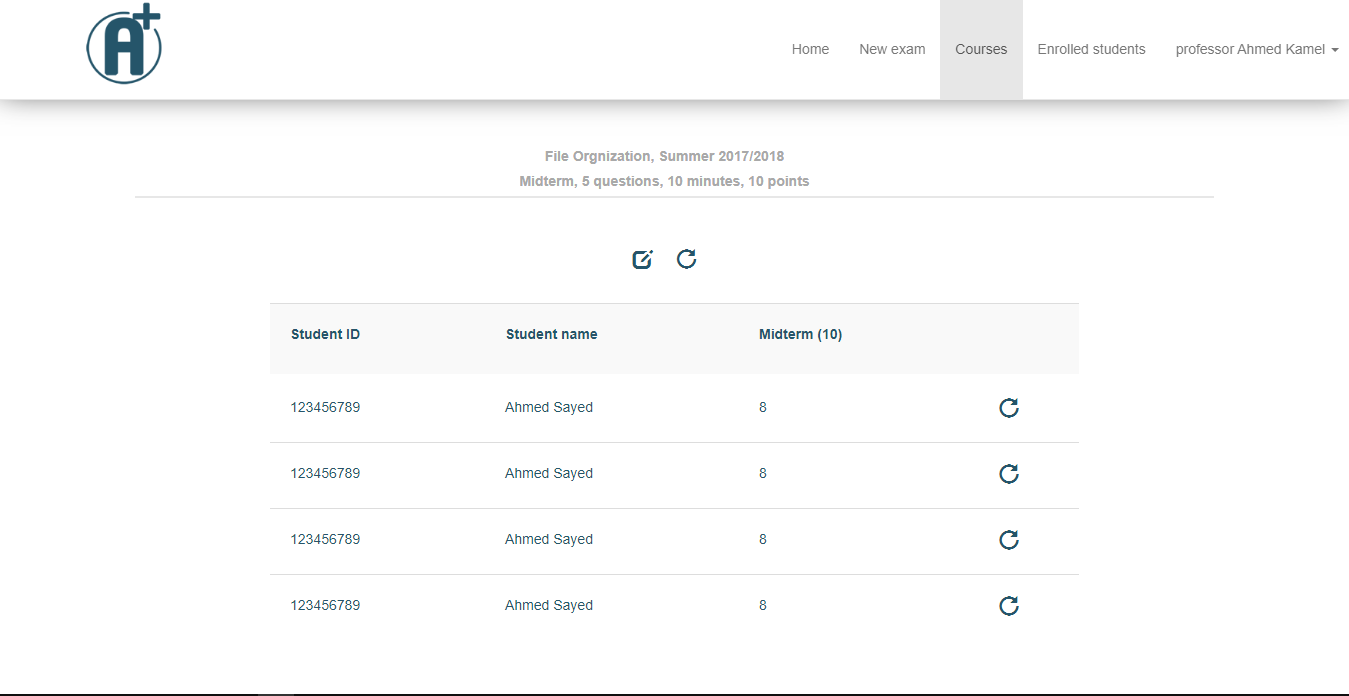 A+
Home New exam Courses Enrolled students professor Ahmed Kamel
File Orgnization, Summer 2017/2018
Midterm, 5 questions, 10 minutes, 10 points
Student ID Student name Midterm (10)
123456789 Ahmed Sayed 8
123456789 Ahmed Sayed 8
123456789 Ahmed Sayed 8
123456789 Ahmed Sayed 8